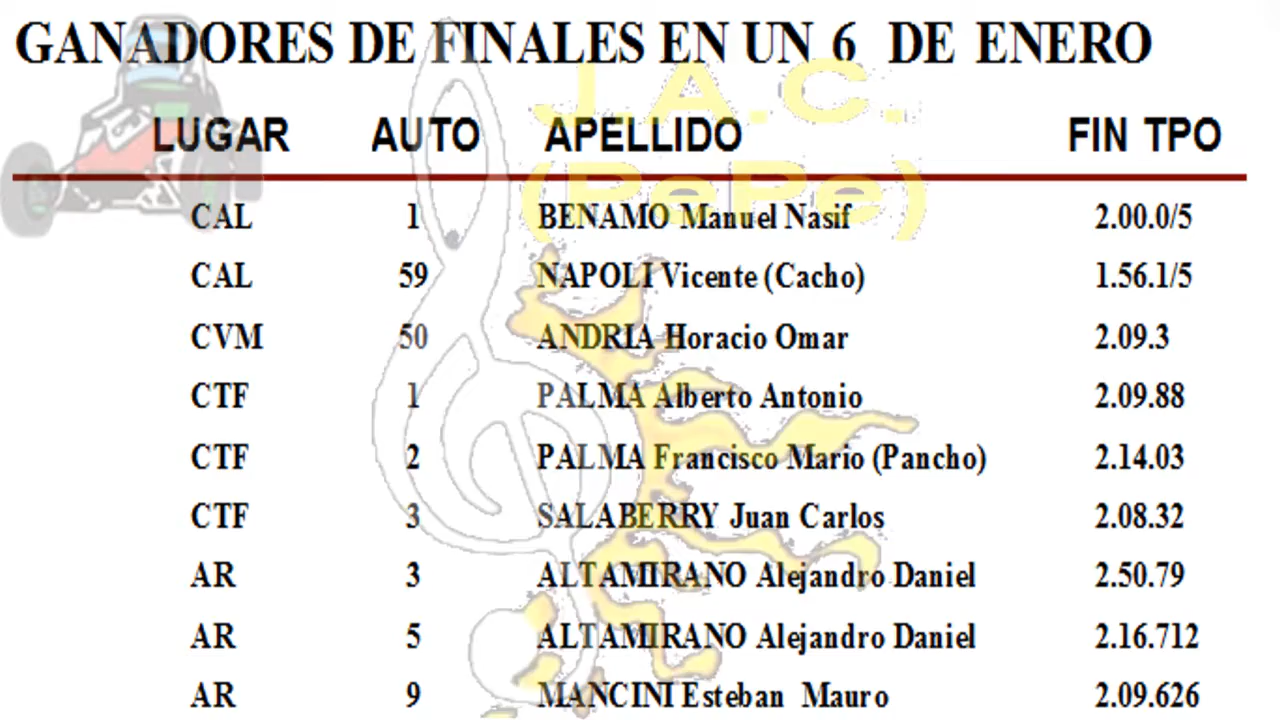 GANADORES DE FINALES EN UN 6 DE ENERO
J.A.C.
LUGAR AUTO APELLIDO FIN TPO
(PePe)
CAL 1 BENAMO Manuel Nasif 2.00.0/5
CAL 59 NAPOLI Vicente (Cacho) 1.56.1/5
CVM 50 ANDRIA Horacio Omar 2.09.3
CTF 1 PALMA Alberto Antonio 2.09.88
CTF 2 PALMA Francisco Mario (Pancho) 2.14.03
CTF 3 SALABERRY Juan Carlos 2.08.32
AR 3 ALTAMIRANO Alejandro Daniel 2.50.79
AR 5 ALTAMIRANO Alejandro Daniel 2.16.712
AR 9 MANCINI Esteban Mauro 2.09.626